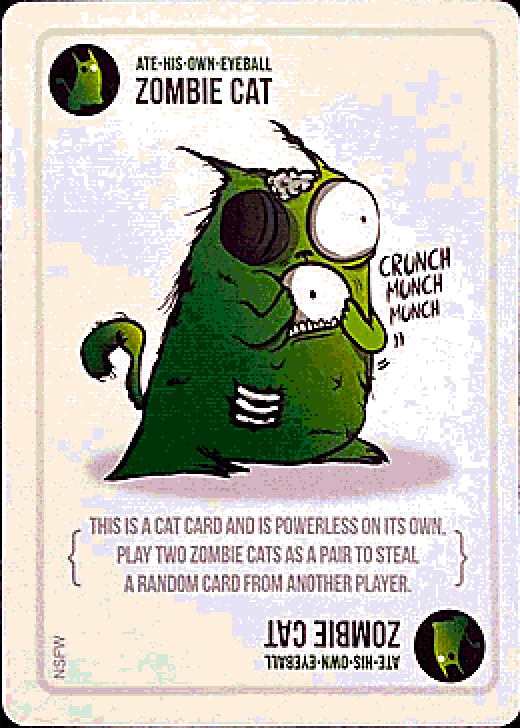 ATE-HIS-OWN-EYEBALL
ZOMBIE CAT
CRUNCH
MUNCH
MUNCH
THIS IS A CAT CARD AND IS POWERLESS ON ITS OWN.
PLAY TWO ZOMBIE CATS AS A PAIR TO STEAL
A RANDOM CARD FROM ANOTHER PLAYER.
NSFW
ATE-HIS-OWN-EYEBALL
ZOMBIE CAT